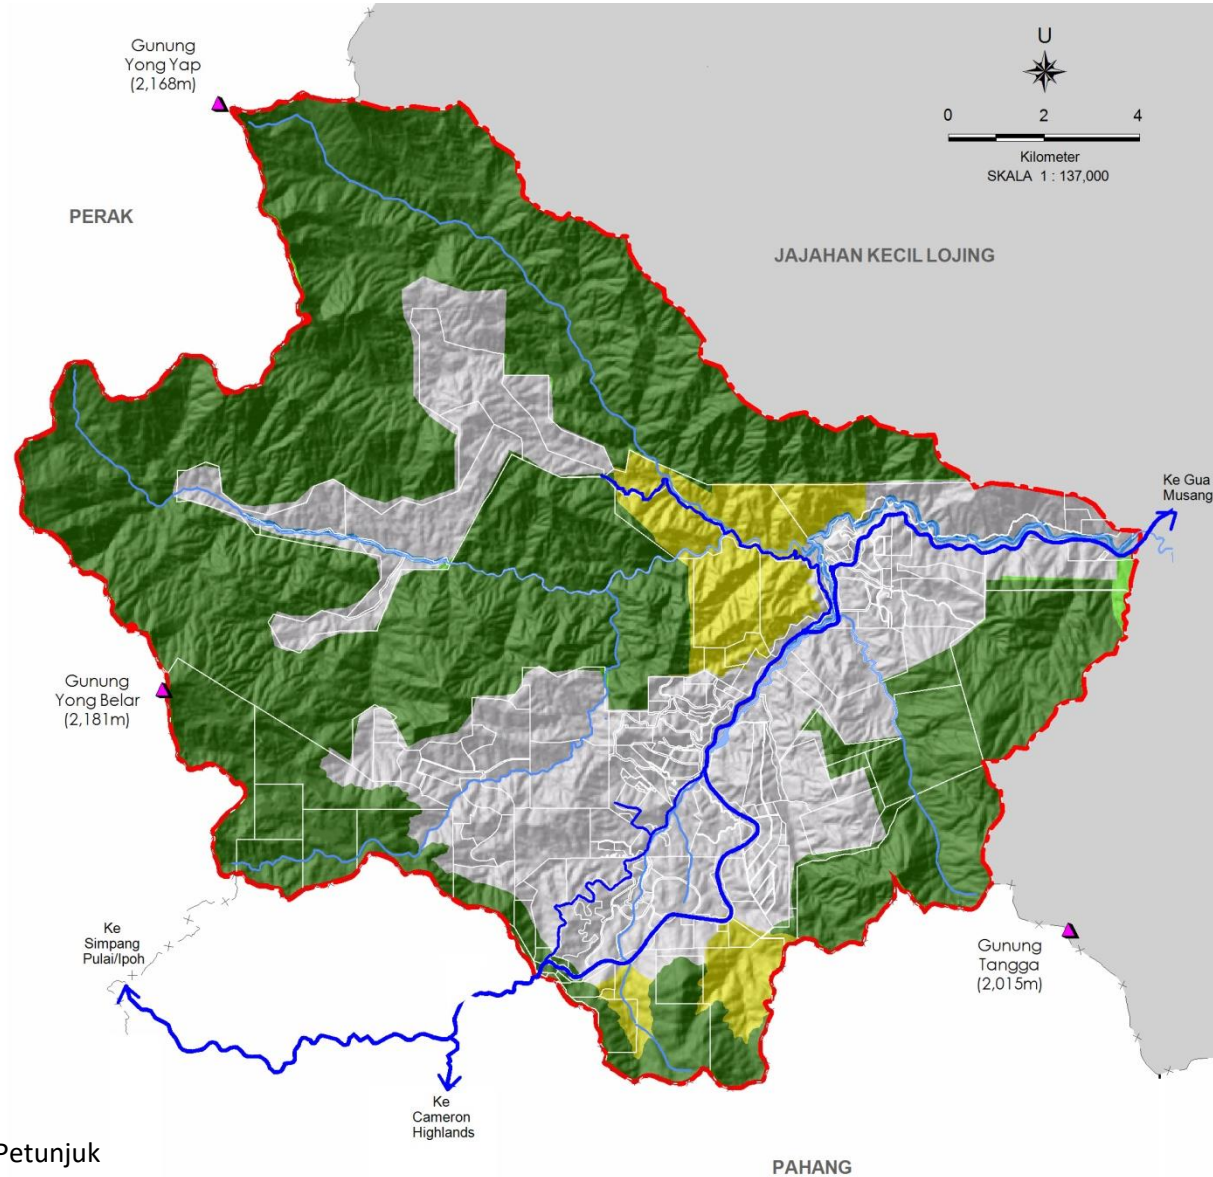 Gunung
Yong Yap
(2,168m)
U
0 2 4
Kilometer
SKALA 1 : 137,000
PERAK
JAJAHAN KECIL LOJING
Ke Gua
Musang
Gunung
Yong Belar
(2,181m)
Ke
Simpang
Pulai/Ipoh
Gunung
Tangga
(2,015m)
Ke
Cameron
Highlands
Petunjuk
PAHANG